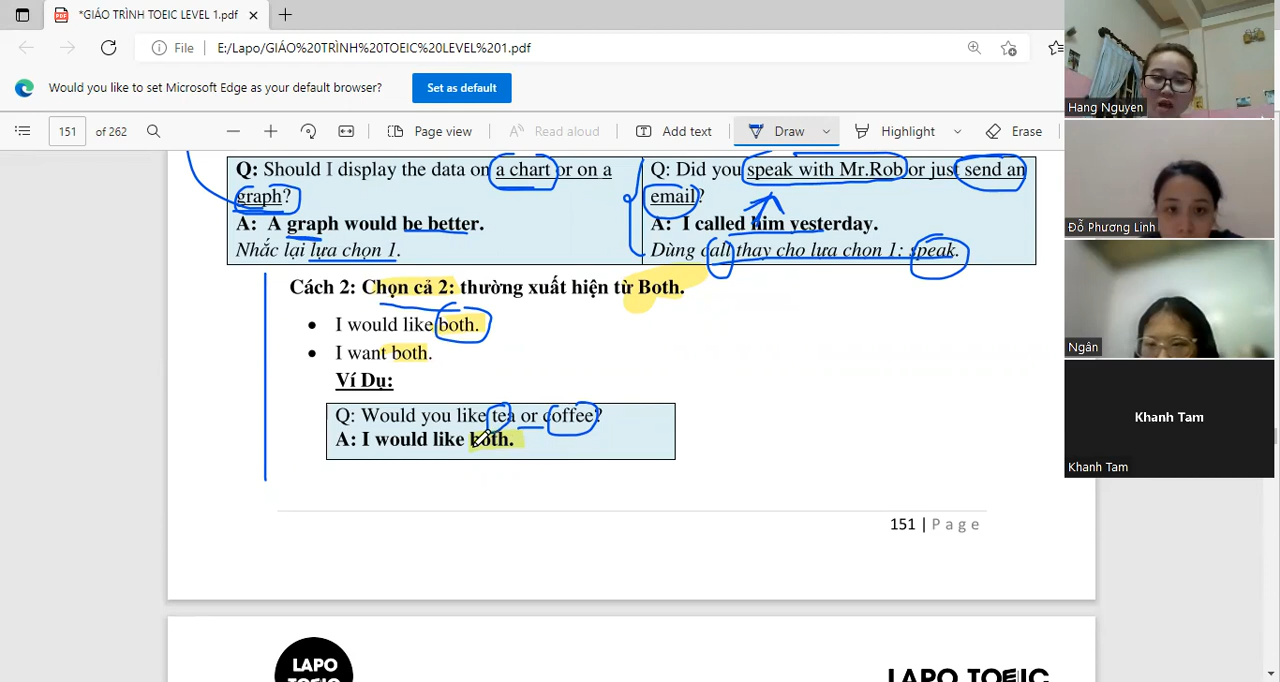 *GIÁO TRÌNH TOEIC LEVEL 1.pdf
File
E:/Lapo/GIÁO%20TRÌNH%20TOEIC%20LEVEL%201.pdf
Would you like to set Microsoft Edge as your default browser?
Set as default
151 of 262
Page view
Read aloud
Add text
Draw
Highlight
Erase
Q: Should I display the data on a chart or on a
graph?
A: A graph would be better.
Nhắc lại lựa chọn 1.
Q: Did you speak with Mr.Rob or just send an
email?
A: I called him yesterday.
Dùng call thay cho lựa chọn 1: speak.
Cách 2: Chọn cả 2: thường xuất hiện từ Both.
• I would like both.
• I want both.
Ví Dụ:
Q: Would you like tea or coffee?
A: I would like both.
151 | Page
LAPO
TOEIC
LAPO TOEIC
Hang Nguyen
Đỗ Phương Linh
Ngân
Khanh Tam
Khanh Tam